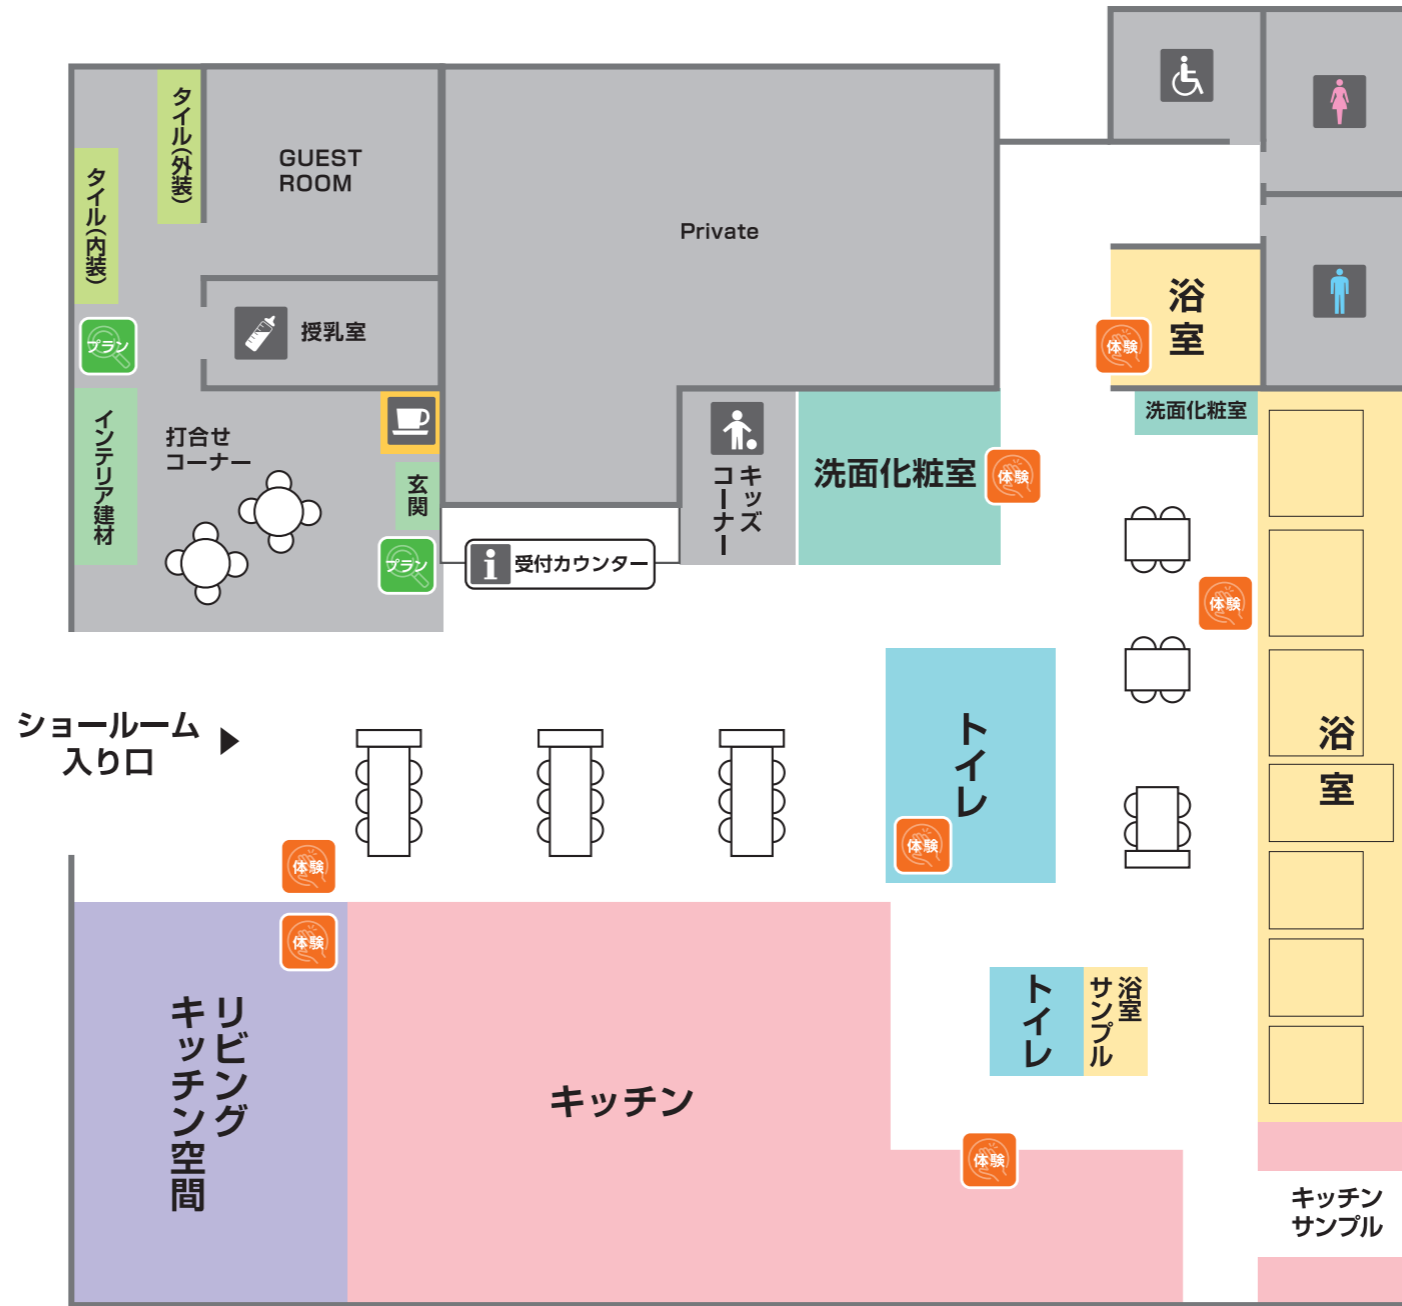 タイル(外装)
タイル(内装)
GUEST
ROOM
Private
プラン
授乳室
浴室
体験
インテリア建材
打合せ
コーナー
玄関
プラン
受付カウンター
キッズ
コーナー
洗面化粧室
体験
洗面化粧室
体験
ショールーム
入り口
トイレ
体験
浴室
体験
体験
リビング
キッチン空間
キッチン
トイレ
浴室
サンプル
体験
キッチン
サンプル